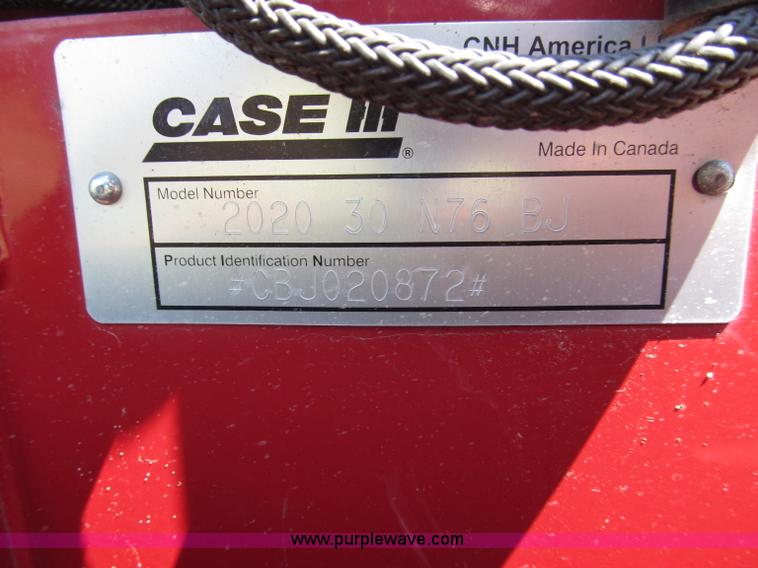 CNH America
CASE IH
®
Made In Canada
Model Number
2020 30 N76 BJ
Product Identification Number
#CBJ020872#
www.purplewave.com